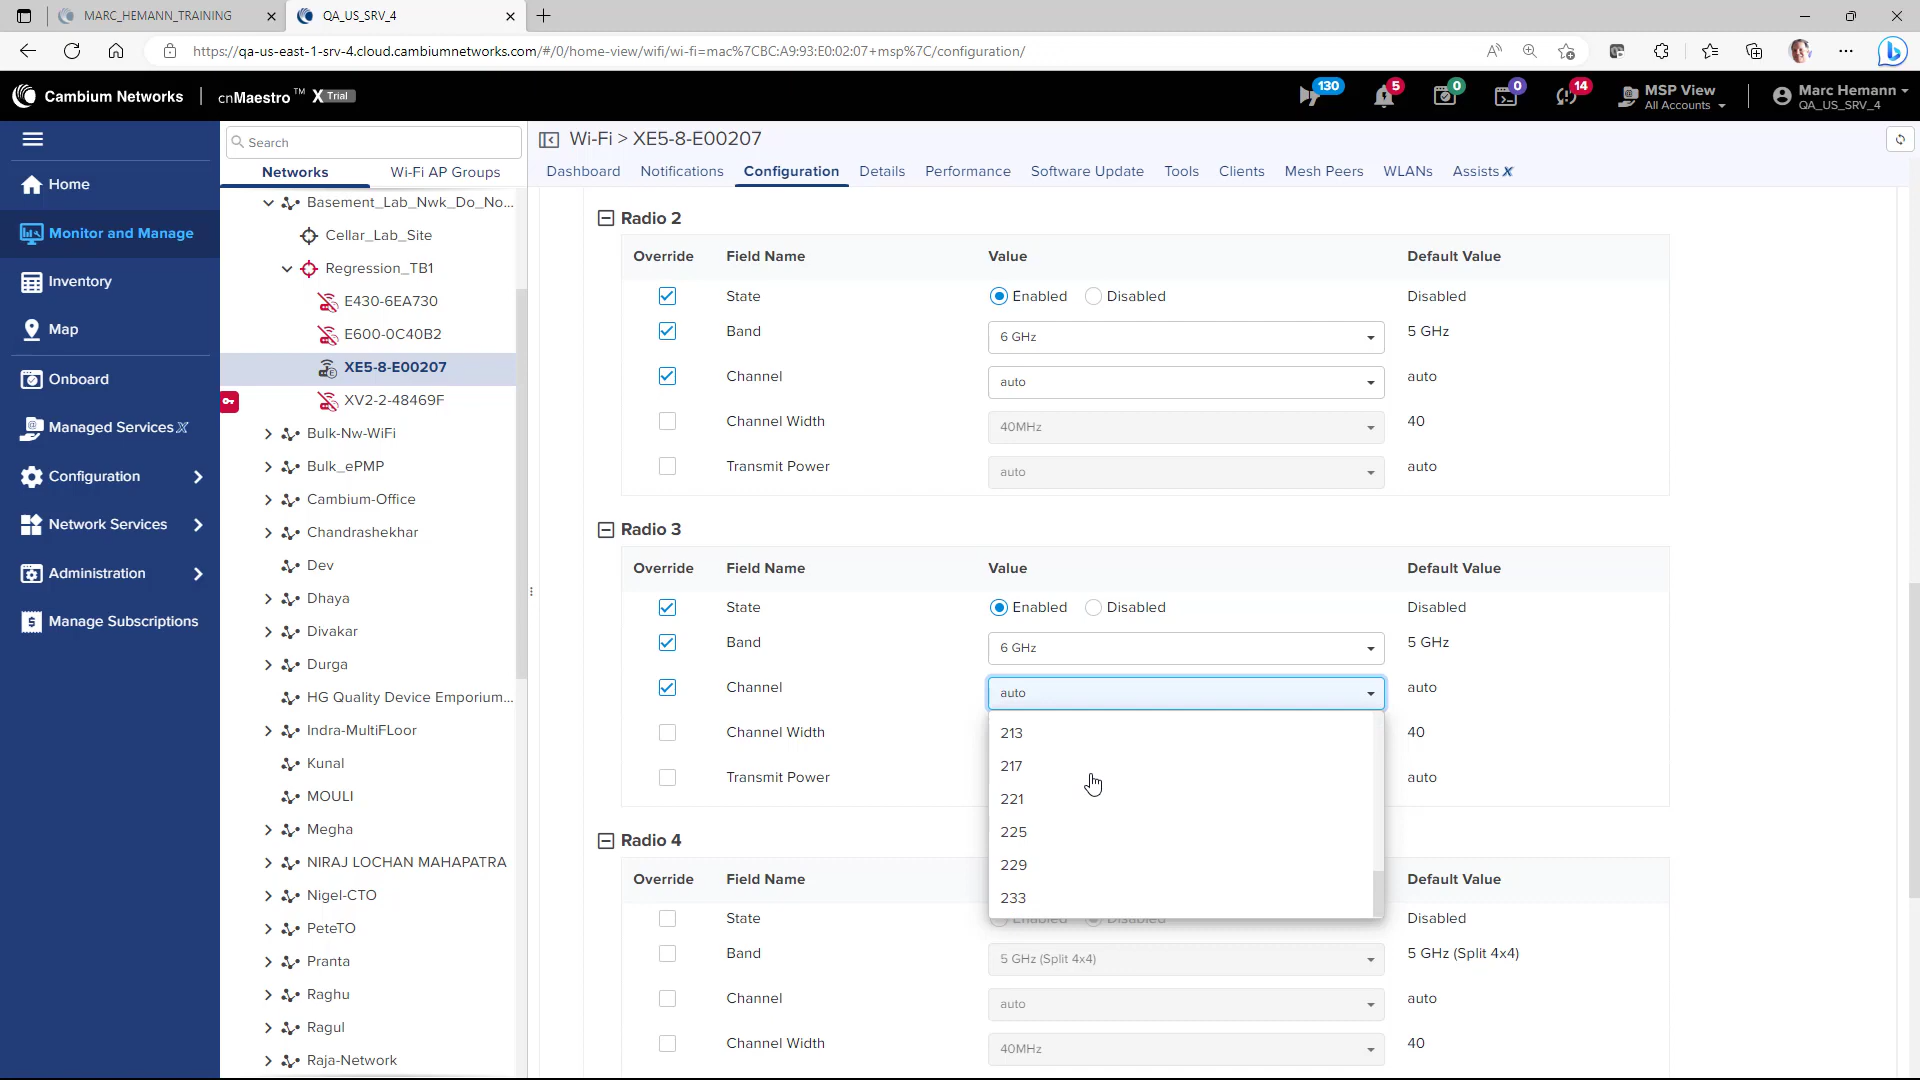 MARC_HEMANN_TRAINING
QA_US_SRV_4
https://qa-us-east-1-srv-4.cloud.cambiumnetworks.com/#/0/home-view/wifi/wi-fi=mac%7CBC:A9:93:E0:02:07+msp%7C/configuration/
Cambium Networks
cnMaestro™ X Trial
130
5
0
0
14
MSP View
All Accounts
Marc Hemann
QA_US_SRV_4
Home
Monitor and Manage
Inventory
Map
Onboard
Managed Services X
Configuration
Network Services
Administration
Manage Subscriptions
Search
Networks
Wi-Fi AP Groups
Basement_Lab_Nwk_Do_No...
Cellar_Lab_Site
Regression_TB1
E430-6EA730
E600-0C40B2
XE5-8-E00207
XV2-2-48469F
Bulk-Nw-WiFi
Bulk_ePMP
Cambium-Office
Chandrashekhar
Dev
Dhaya
Divakar
Durga
HG Quality Device Emporium...
Indra-MultiFLoor
Kunal
MOULI
Megha
NIRAJ LOCHAN MAHAPATRA
Nigel-CTO
PeteTO
Pranta
Raghu
Ragul
Raja-Network
Wi-Fi > XE5-8-E00207
Dashboard Notifications Configuration Details Performance Software Update Tools Clients Mesh Peers WLANs Assists X
Radio 2
Override Field Name Value Default Value
State Enabled Disabled Disabled
Band 6 GHz 5 GHz
Channel auto auto
Channel Width 40MHz 40
Transmit Power auto auto
Radio 3
Override Field Name Value Default Value
State Enabled Disabled Disabled
Band 6 GHz 5 GHz
Channel auto auto
Channel Width 40
Transmit Power auto
213
217
221
225
229
233
Radio 4
Override Field Name Default Value
State Enabled Disabled Disabled
Band 5 GHz (Split 4x4) 5 GHz (Split 4x4)
Channel auto auto
Channel Width 40MHz 40